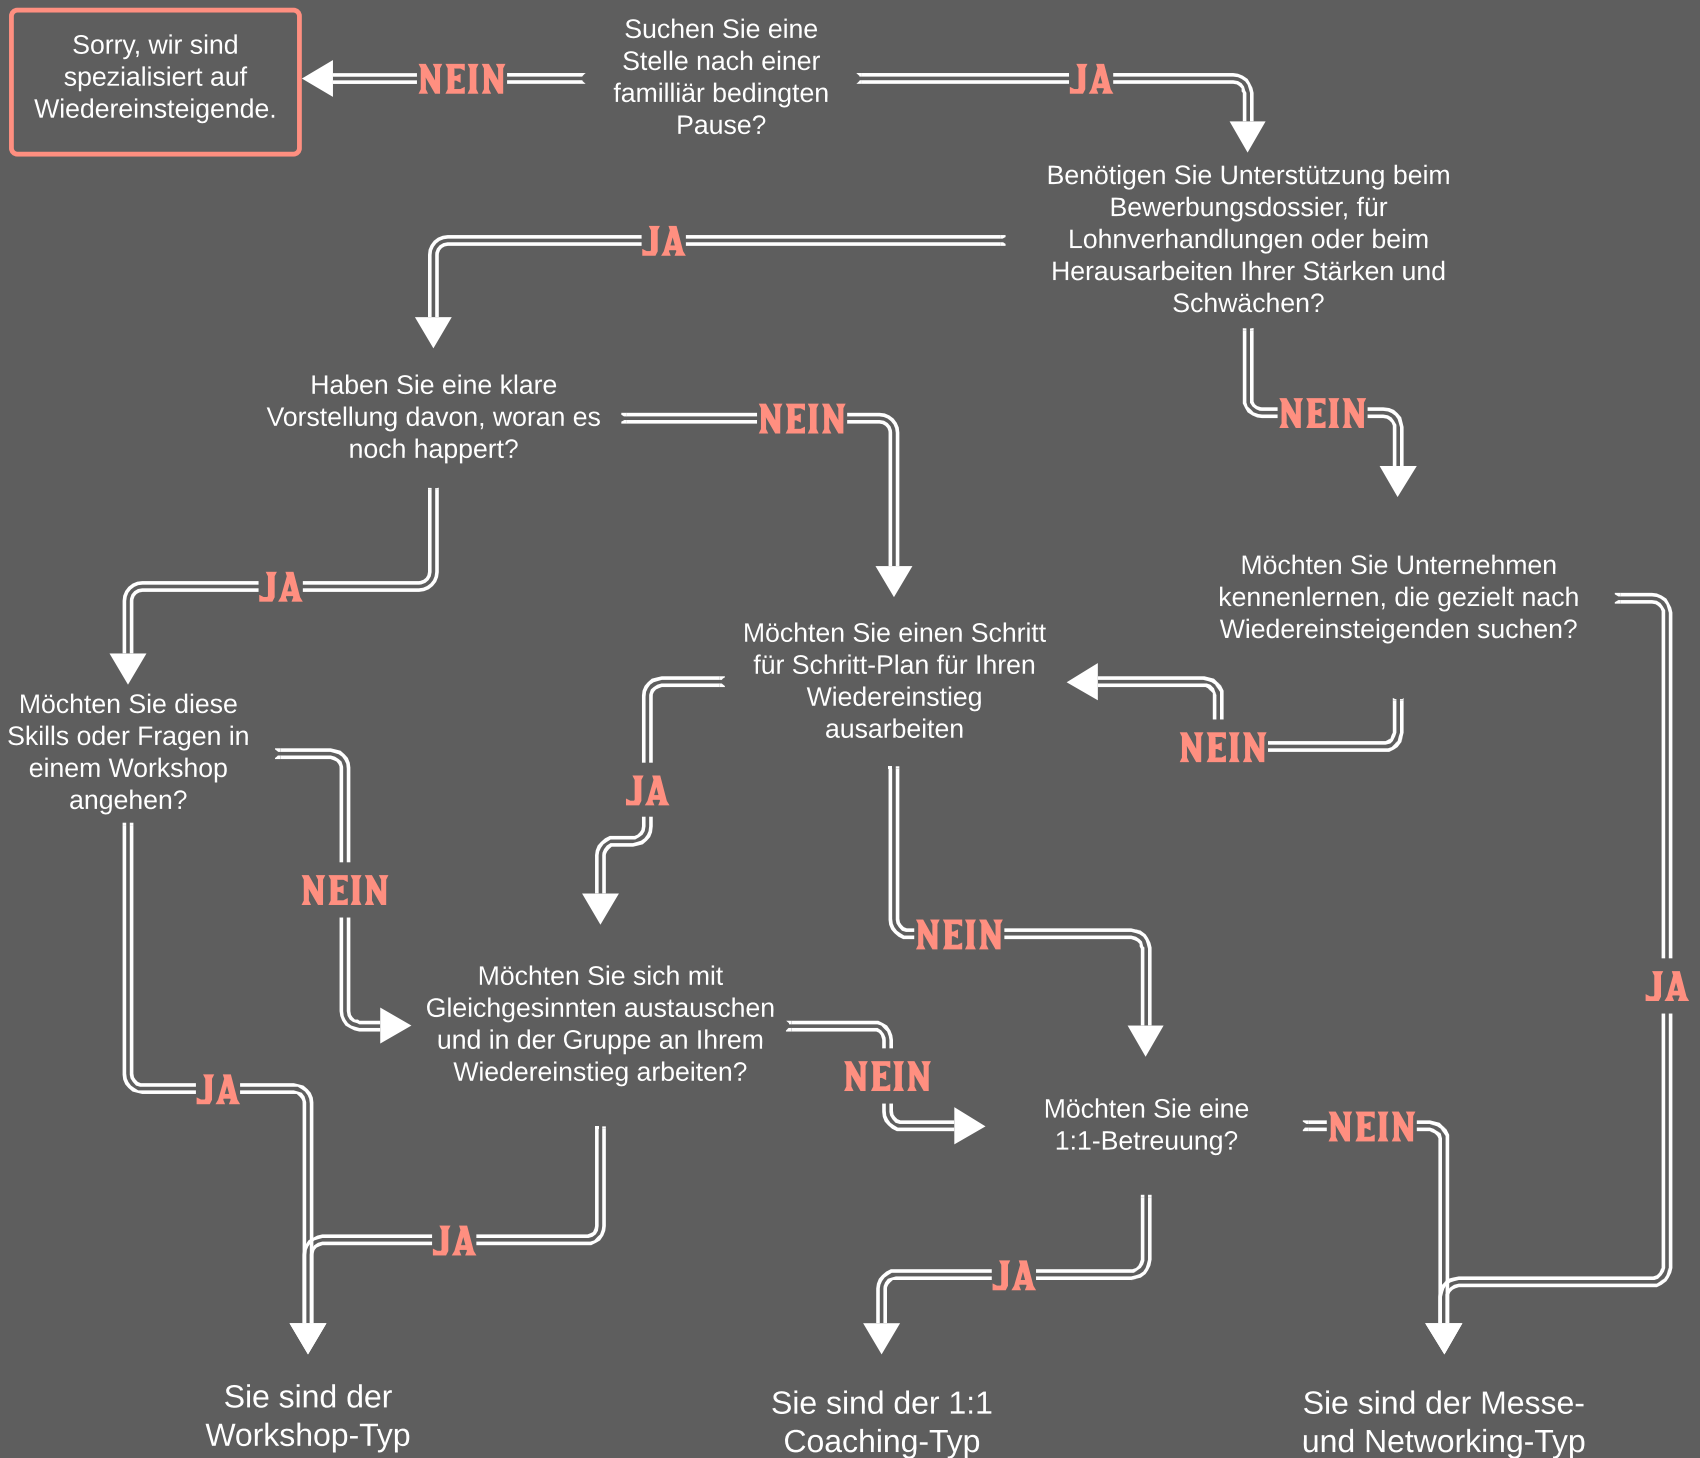 Sorry, wir sind
spezialisiert auf
Wiedereinsteigende.
NEIN
Suchen Sie eine
Stelle nach einer
familliär bedingten
Pause?
JA
Benötigen Sie Unterstützung beim
Bewerbungsdossier, für
Lohnverhandlungen oder beim
Herausarbeiten Ihrer Stärken und
Schwächen?
JA
NEIN
Haben Sie eine klare
Vorstellung davon, woran es
noch happert?
NEIN
JA
Möchten Sie Unternehmen
kennenlernen, die gezielt nach
Wiedereinsteigenden suchen?
NEIN
JA
Möchten Sie einen Schritt
für Schritt-Plan für Ihren
Wiedereinstieg
ausarbeiten
JA
NEIN
Möchten Sie diese
Skills oder Fragen in
einem Workshop
angehen?
NEIN
JA
Möchten Sie sich mit
Gleichgesinnten austauschen
und in der Gruppe an Ihrem
Wiedereinstieg arbeiten?
NEIN
JA
Möchten Sie eine
1:1-Betreuung?
NEIN
JA
Sie sind der
Workshop-Typ
Sie sind der 1:1
Coaching-Typ
Sie sind der Messe-
und Networking-Typ